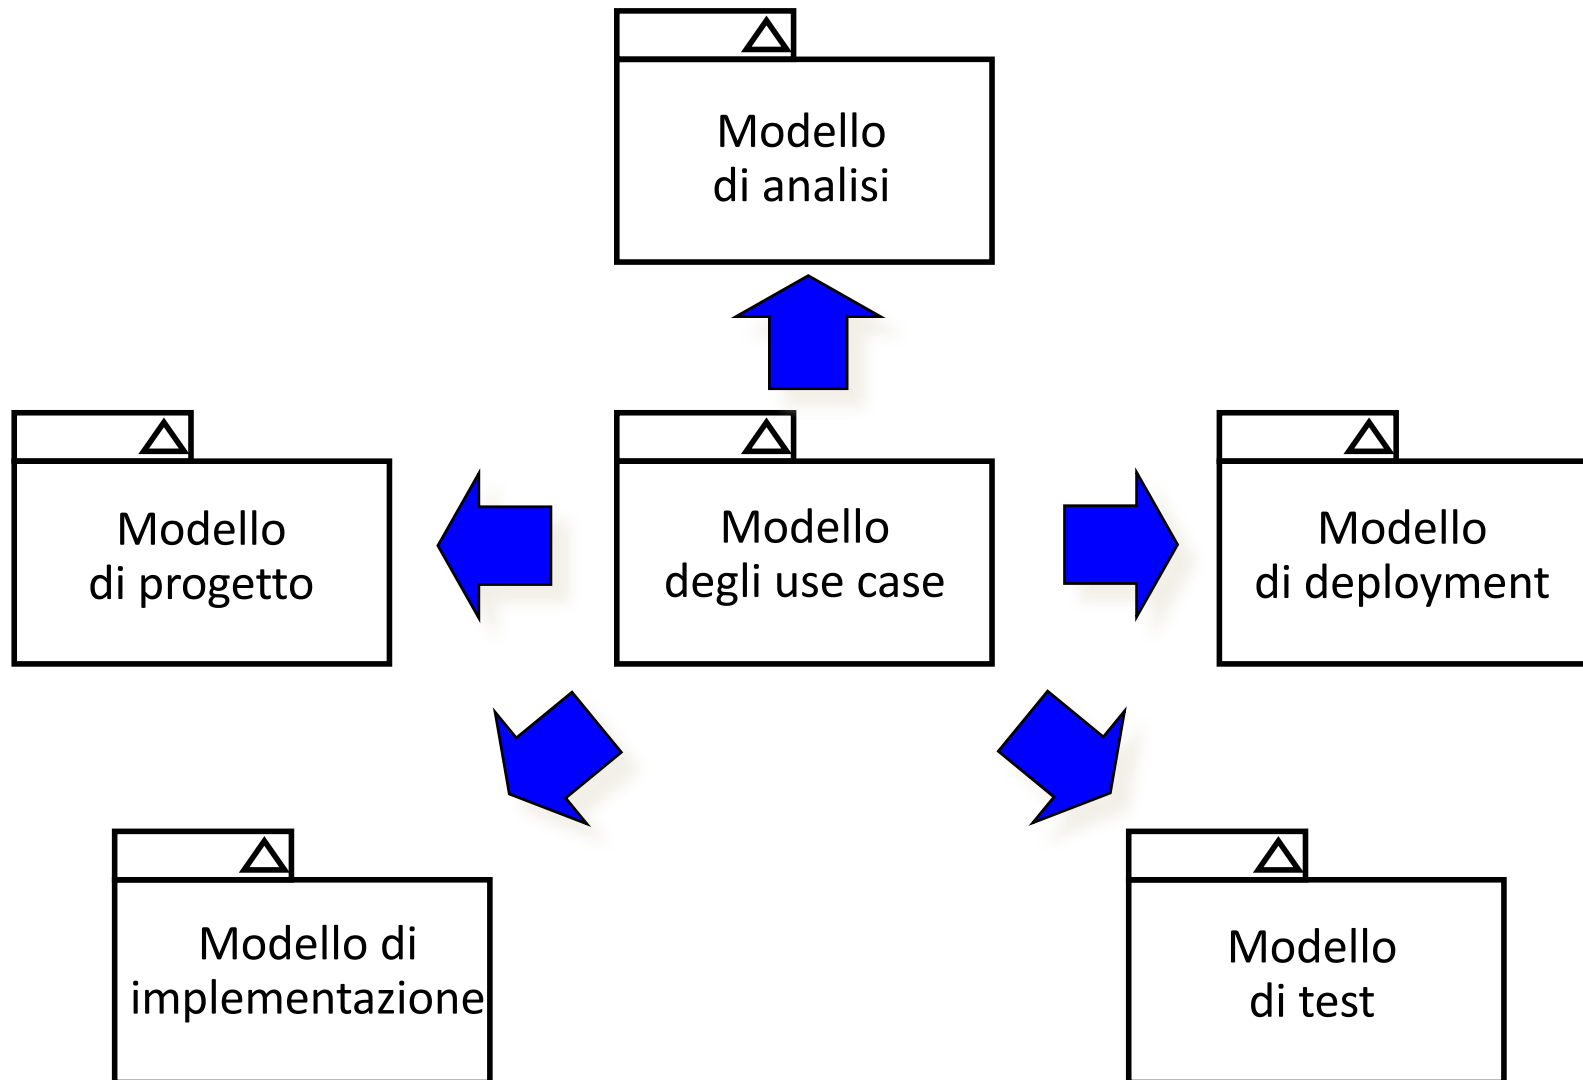 Modello
di analisi
Modello
di progetto
Modello
degli use case
Modello
di deployment
Modello di
implementazione
Modello
di test